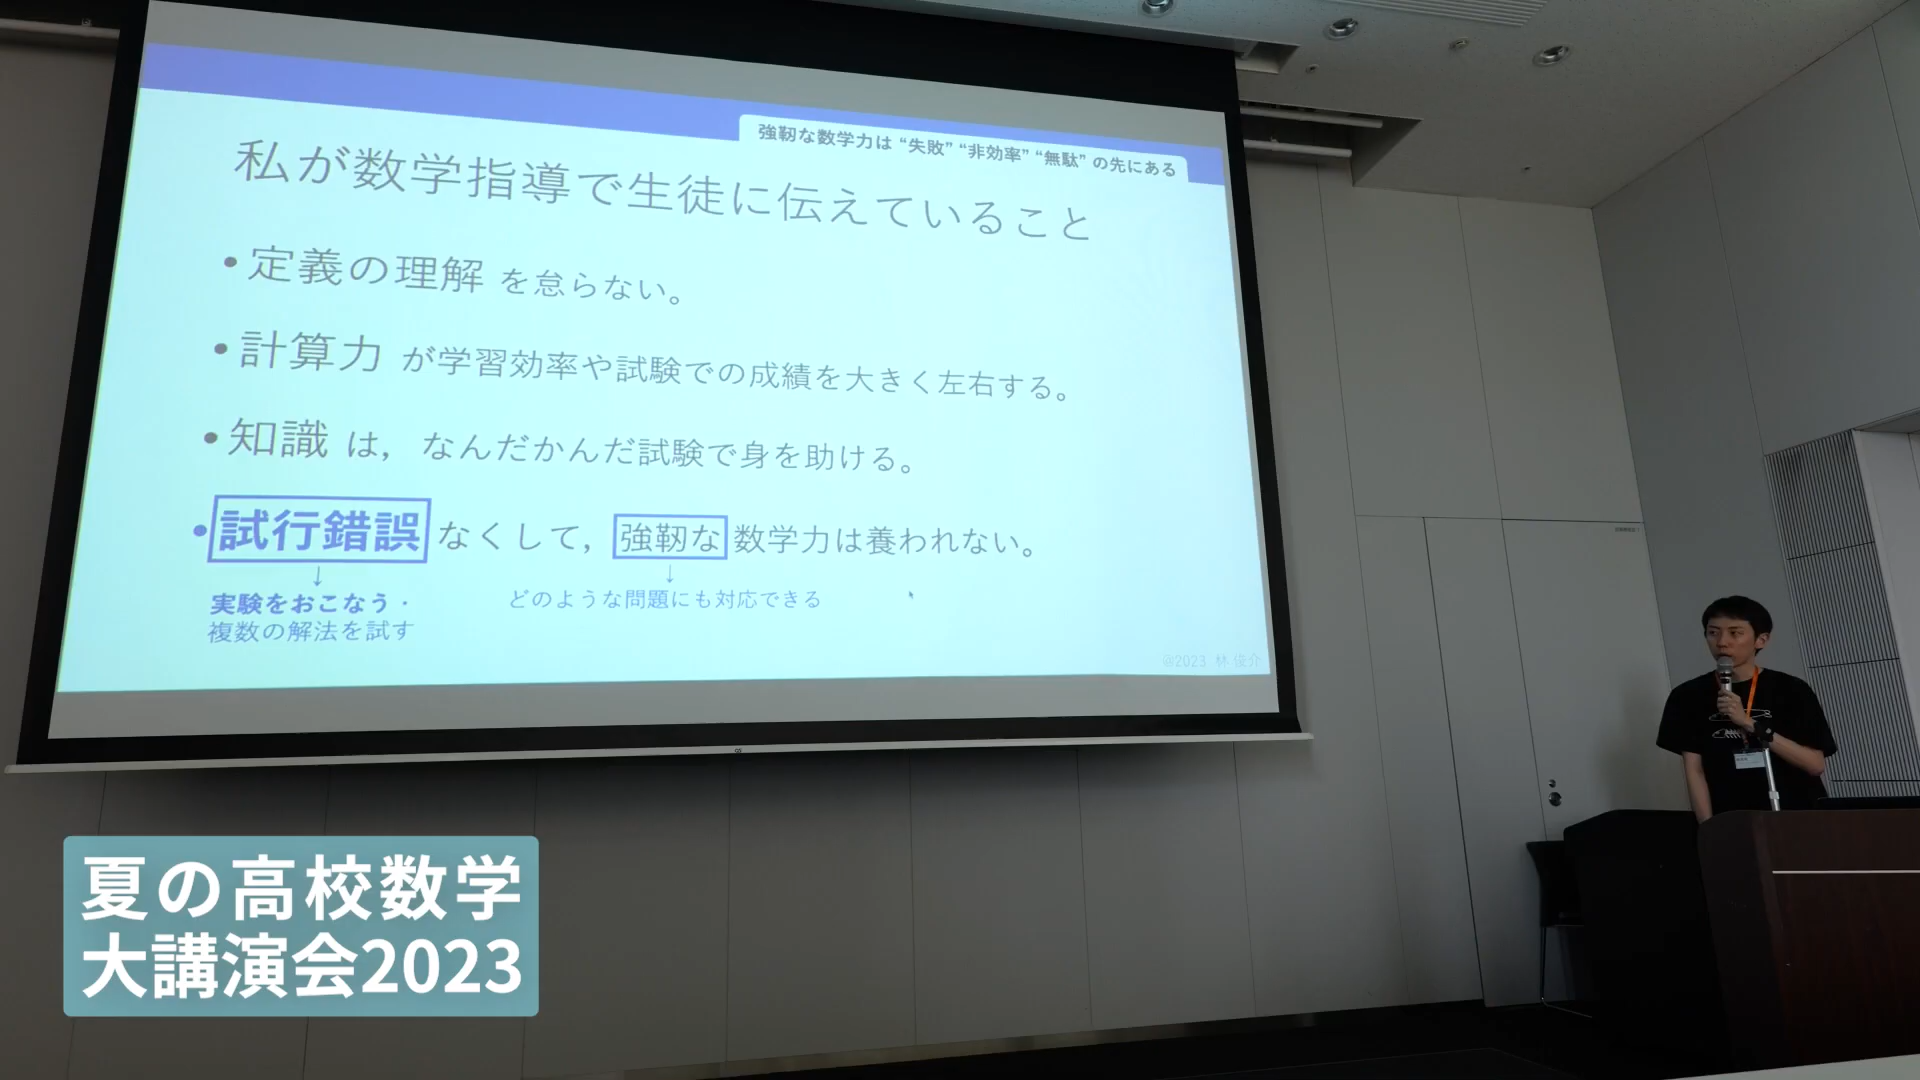 強靭な数学力は “失敗” “非効率” “無駄” の先にある
私が数学指導で生徒に伝えていること
•定義の理解 を怠らない。
•計算力 が学習効率や試験での成績を大きく左右する。
•知識 は，なんだかんだ試験で身を助ける。
•試行錯誤 なくして，強靭な 数学力は養われない。
↓ ↓
実験をおこなう・ どのような問題にも対応できる
複数の解法を試す
@2023 林 俊介
夏の高校数学
大講演会2023